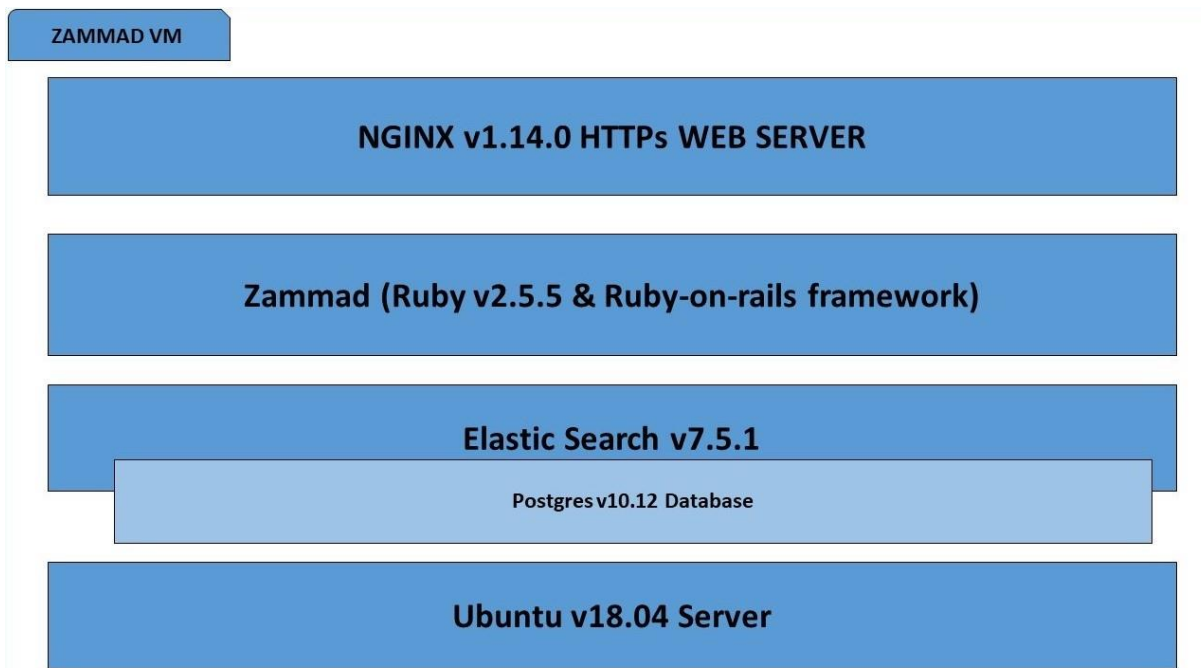 ZAMMAD VM
NGINX v1.14.0 HTTPs WEB SERVER
Zammad (Ruby v2.5.5 & Ruby-on-rails framework)
Elastic Search v7.5.1
Postgres v10.12 Database
Ubuntu v18.04 Server